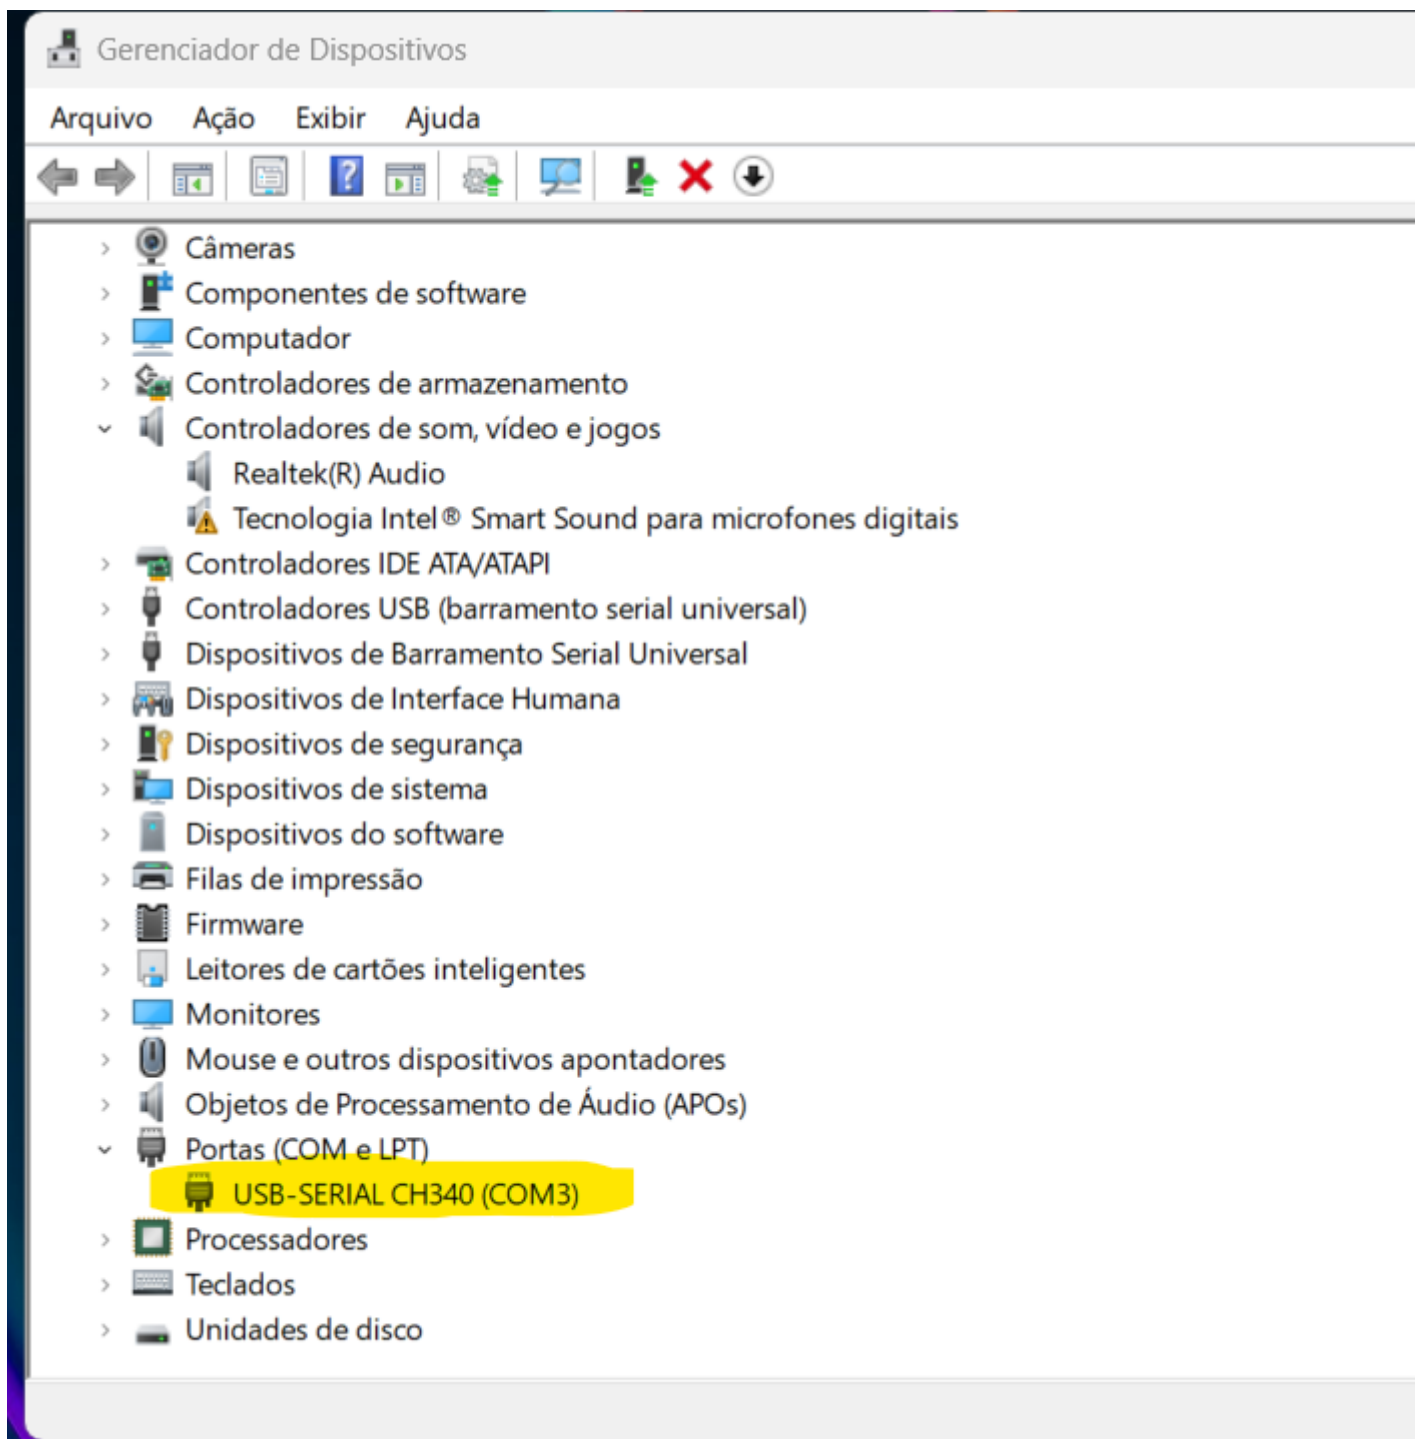 Gerenciador de Dispositivos
Arquivo Ação Exibir Ajuda
Câmeras
Componentes de software
Computador
Controladores de armazenamento
Controladores de som, vídeo e jogos
Realtek(R) Audio
Tecnologia Intel® Smart Sound para microfones digitais
Controladores IDE ATA/ATAPI
Controladores USB (barramento serial universal)
Dispositivos de Barramento Serial Universal
Dispositivos de Interface Humana
Dispositivos de segurança
Dispositivos de sistema
Dispositivos do software
Filas de impressão
Firmware
Leitores de cartões inteligentes
Monitores
Mouse e outros dispositivos apontadores
Objetos de Processamento de Áudio (APOs)
Portas (COM e LPT)
USB-SERIAL CH340 (COM3)
Processadores
Teclados
Unidades de disco